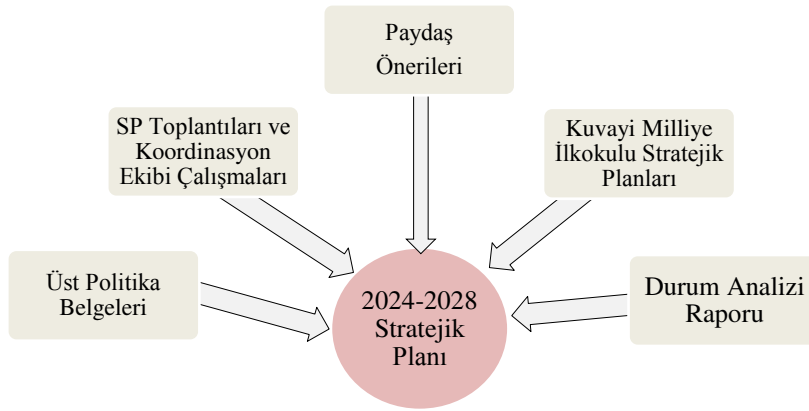 Paydaş
Önerileri
SP Toplantıları ve
Koordinasyon
Ekibi Çalışmaları
Kuvayi Milliye
İlkokulu Stratejik
Planları
Üst Politika
Belgeleri
2024-2028
Stratejik
Planı
Durum Analizi
Raporu